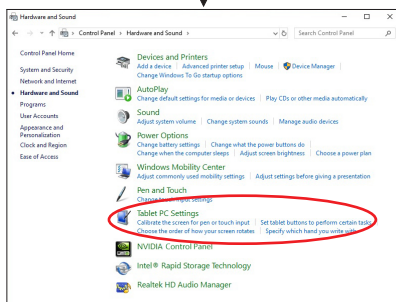 Hardware and Sound
Control Panel › Hardware and Sound ›
Search Control Panel
Control Panel Home
System and Security
Network and Internet
Hardware and Sound
Programs
User Accounts
Appearance and
Personalization
Clock and Region
Ease of Access
Devices and Printers
Add a device | Advanced printer setup | Mouse | Device Manager |
Change Windows To Go startup options
AutoPlay
Change default settings for media or devices | Play CDs or other media automatically
Sound
Adjust system volume | Change system sounds | Manage audio devices
Power Options
Change battery settings | Change what the power buttons do |
Change when the computer sleeps | Adjust screen brightness | Choose a power plan
Windows Mobility Center
Adjust commonly used mobility settings | Adjust settings before giving a presentation
Pen and Touch
Change touch input settings
Tablet PC Settings
Calibrate the screen for pen or touch input | Set tablet buttons to perform certain tasks
Choose the order of how your screen rotates | Specify which hand you write with
NVIDIA Control Panel
Intel® Rapid Storage Technology
Realtek HD Audio Manager